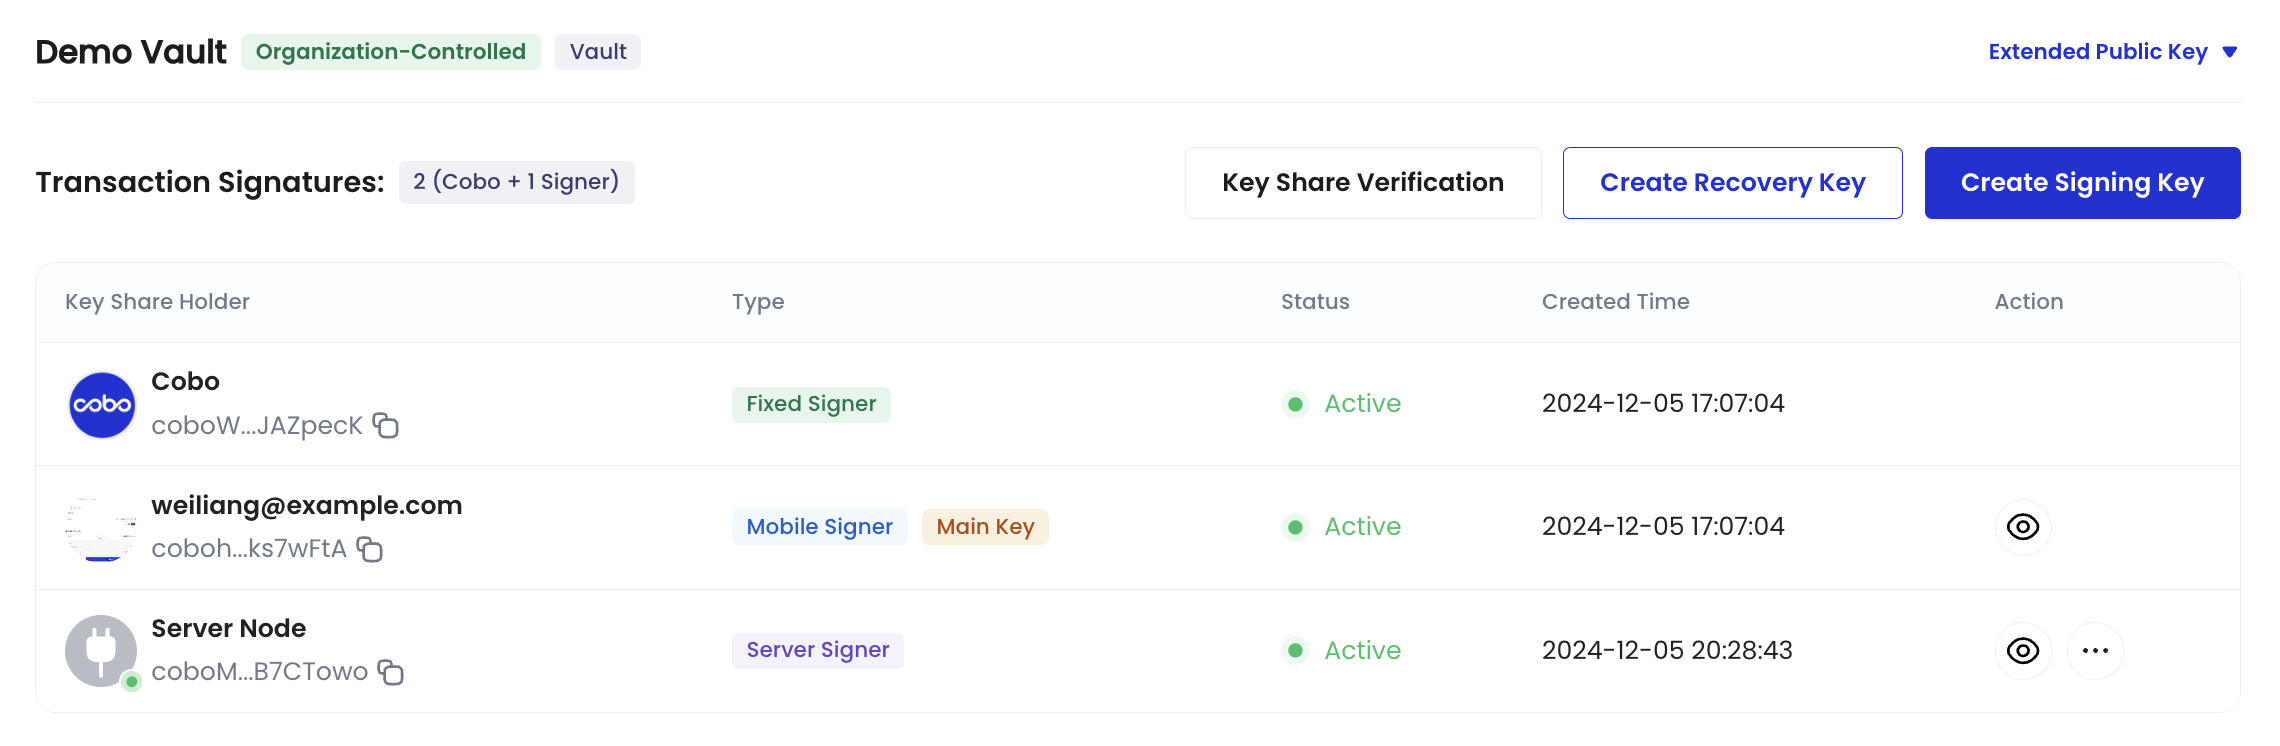 Demo Vault Organization-Controlled Vault Extended Public Key
Transaction Signatures: 2 (Cobo + 1 Signer) Key Share Verification Create Recovery Key Create Signing Key
Key Share Holder Type Status Created Time Action
cobo
Cobo
coboW...JAZpecK
Fixed Signer Active 2024-12-05 17:07:04
weiliang@example.com
coboh...ks7wFtA
Mobile Signer Main Key Active 2024-12-05 17:07:04
Server Node
coboM...B7CTowo
Server Signer Active 2024-12-05 20:28:43